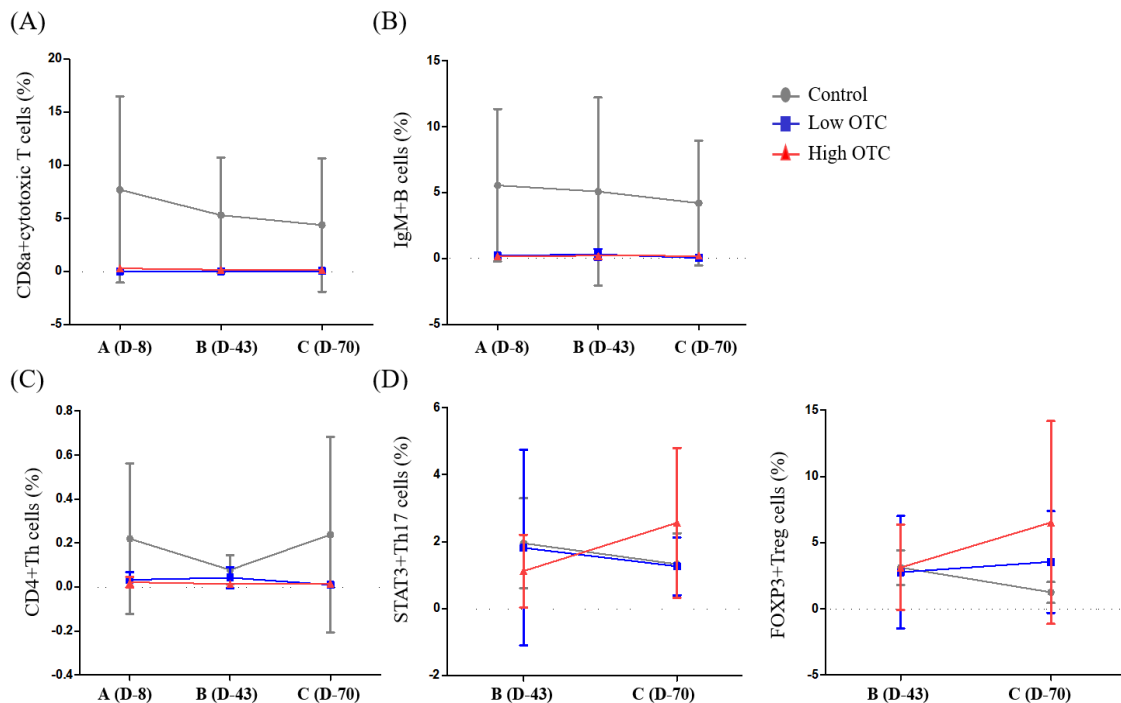 (A)
CD8a+cytotoxic T cells (%)
20
15
10
5
0
-5
A (D-8) B (D-43) C (D-70)
(B)
IgM+B cells (%)
15
10
5
0
-5
A (D-8) B (D-43) C (D-70)
Control
Low OTC
High OTC
(C)
CD4+Th cells (%)
0.8
0.6
0.4
0.2
0.0
-0.2
-0.4
A (D-8) B (D-43) C (D-70)
(D)
STAT3+Th17 cells (%)
6
4
2
0
-2
B (D-43) C (D-70)
FOXP3+Treg cells (%)
15
10
5
0
-5
B (D-43) C (D-70)